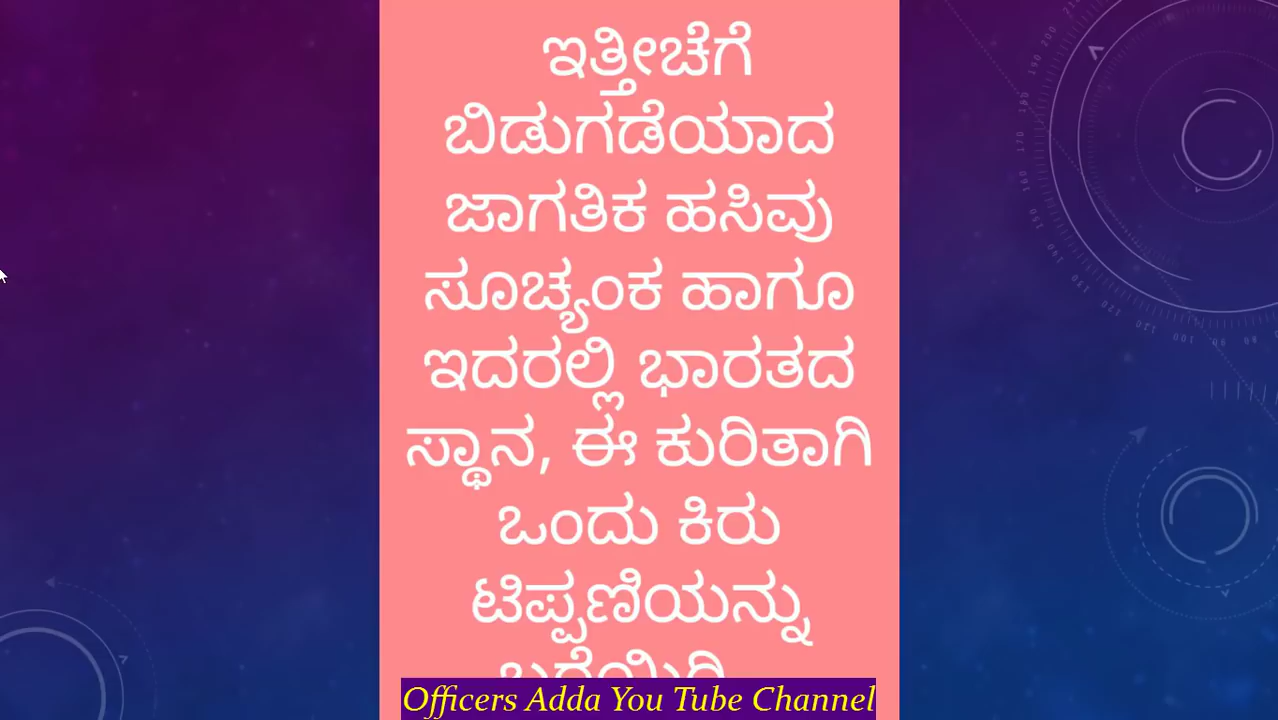 ಇತ್ತೀಚೆಗೆ
ಬಿಡುಗಡೆಯಾದ
ಜಾಗತಿಕ ಹಸಿವು
ಸೂಚ್ಯಂಕ ಹಾಗೂ
ಇದರಲ್ಲಿ ಭಾರತದ
ಸ್ಥಾನ, ಈ ಕುರಿತಾಗಿ
ಒಂದು ಕಿರು
ಟಿಪ್ಪಣಿಯನ್ನು
Officers Adda You Tube Channel